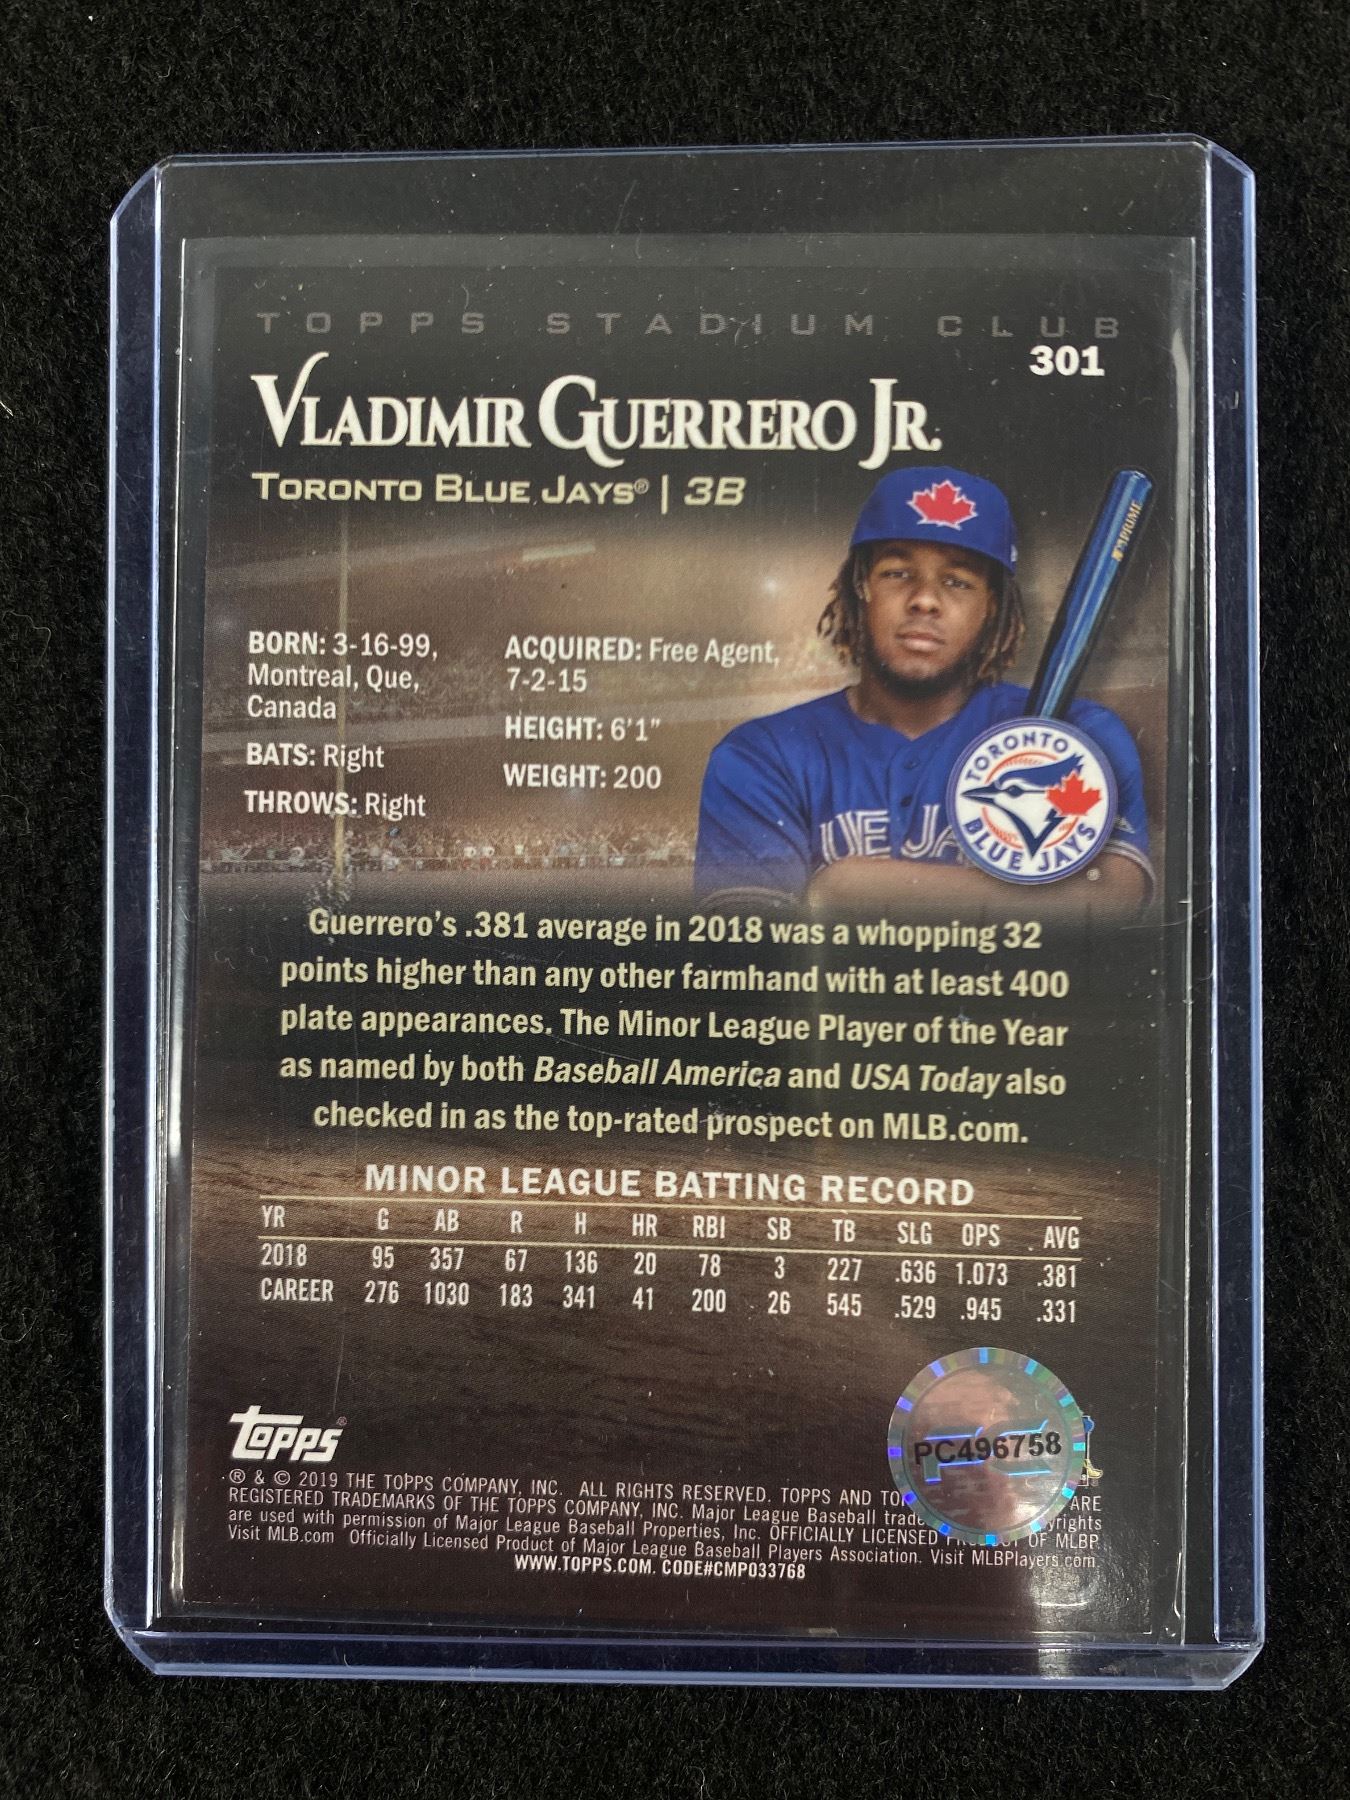 TOPPS STADIUM CLUB
301
VLADIMIR GUERRERO JR.
TORONTO BLUE JAYS® | 3B
NXPRIME
BORN: 3-16-99,
Montreal, Que,
Canada
BATS: Right
THROWS: Right
ACQUIRED: Free Agent,
7-2-15
HEIGHT: 6'1"
WEIGHT: 200
UE JA
TORONTO
BLUE JAYS
®
Guerrero's .381 average in 2018 was a whopping 32
points higher than any other farmhand with at least 400
plate appearances. The Minor League Player of the Year
as named by both Baseball America and USA Today also
checked in as the top-rated prospect on MLB.com.
MINOR LEAGUE BATTING RECORD
YR G AB R H HR RBI SB TB SLG OPS AVG
2018 95 357 67 136 20 78 3 227 .636 1.073 .381
CAREER 276 1030 183 341 41 200 26 545 .529 .945 .331
TOPPS®
PC496758
® & © 2019 THE TOPPS COMPANY, INC. ALL RIGHTS RESERVED. TOPPS AND ARE
REGISTERED TRADEMARKS OF THE TOPPS COMPANY, INC. Major League Baseball
are used with permission of Major League Baseball Properties, Inc. OFFICIALLY LICENSED OF MLBP.
Visit MLB.com Officially Licensed Product of Major League Baseball Players Association. Visit MLBPlayers.com
WWW.TOPPS.COM. CODE#CMP033768